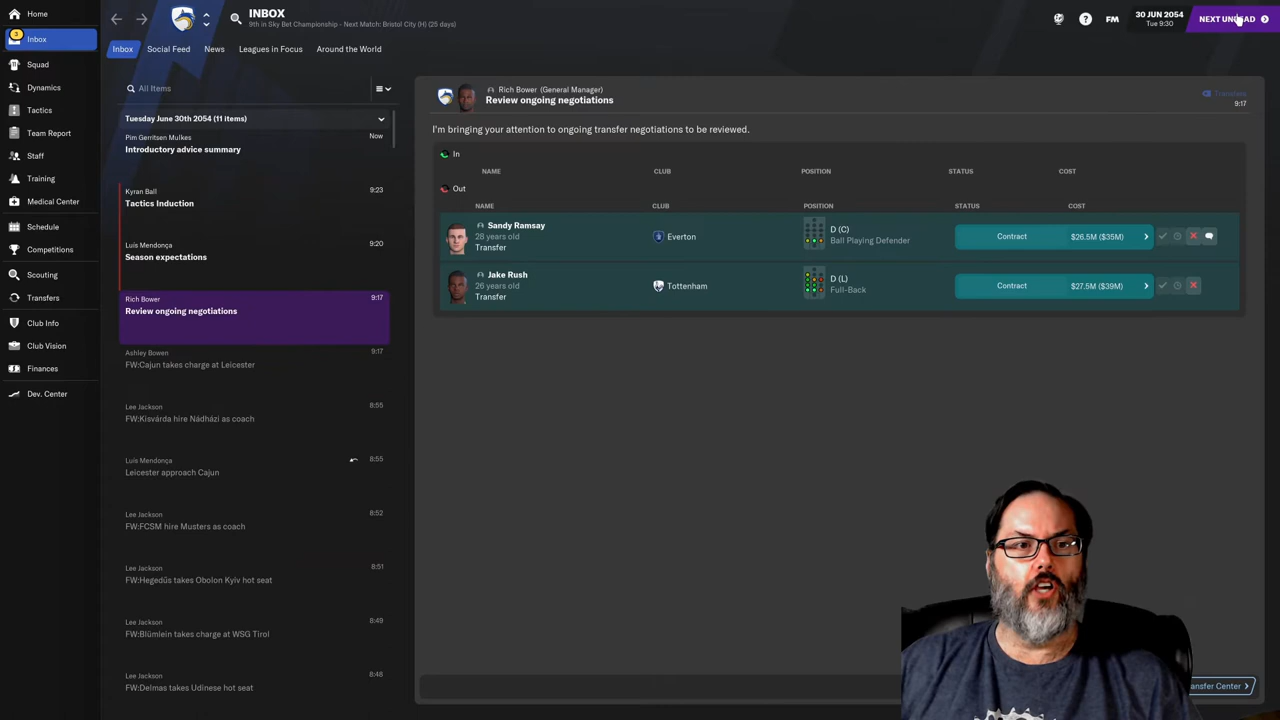 Home
INBOX
9th in Sky Bet Championship - Next Match: Bristol City (H) (25 days)
FM
30 JUN 2054
Tue 9:30
NEXT UNREAD
3
Inbox
Squad
Dynamics
Tactics
Team Report
Staff
Training
Medical Center
Schedule
Competitions
Scouting
Transfers
Club Info
Club Vision
Finances
Dev. Center
Inbox
Social Feed
News
Leagues in Focus
Around the World
All Items
Tuesday June 30th 2054 (11 items)
Pim Gerritsen Mulkes
Now
Introductory advice summary
Kyran Ball
9:23
Tactics Induction
Luís Mendonça
9:20
Season expectations
Rich Bower
9:17
Review ongoing negotiations
Ashley Bowen
9:17
FW:Cajun takes charge at Leicester
Lee Jackson
8:55
FW:Kisvárda hire Nádházi as coach
Luís Mendonça
8:55
Leicester approach Cajun
Lee Jackson
8:52
FW:FCSM hire Musters as coach
Lee Jackson
8:51
FW:Hegedűs takes Obolon Kyiv hot seat
Lee Jackson
8:49
FW:Blümlein takes charge at WSG Tirol
Lee Jackson
8:48
FW:Delmas takes Udinese hot seat
Rich Bower (General Manager)
Review ongoing negotiations
Transfers
9:17
I'm bringing your attention to ongoing transfer negotiations to be reviewed.
In
NAME CLUB POSITION STATUS COST
Out
NAME CLUB POSITION STATUS COST
Sandy Ramsay
28 years old
Transfer
Everton
D (C)
Ball Playing Defender
Contract
$26.5M ($35M)
Jake Rush
26 years old
Transfer
Tottenham
D (L)
Full-Back
Contract
$27.5M ($39M)
Center